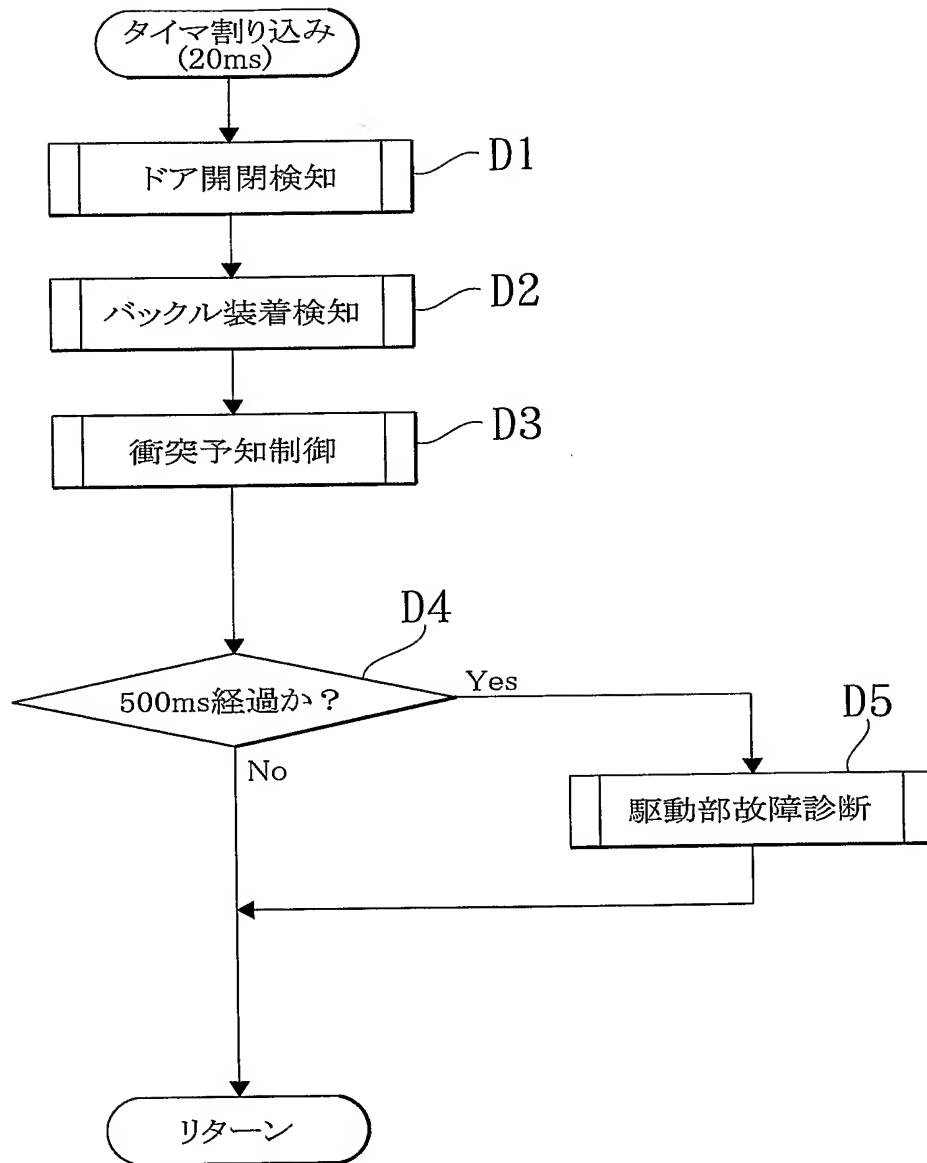 タイマ割り込み
(20ms)
ドア開閉検知
D1
バックル装着検知
D2
衝突予知制御
D3
D4
500ms経過か？
Yes
No
D5
駆動部故障診断
リターン